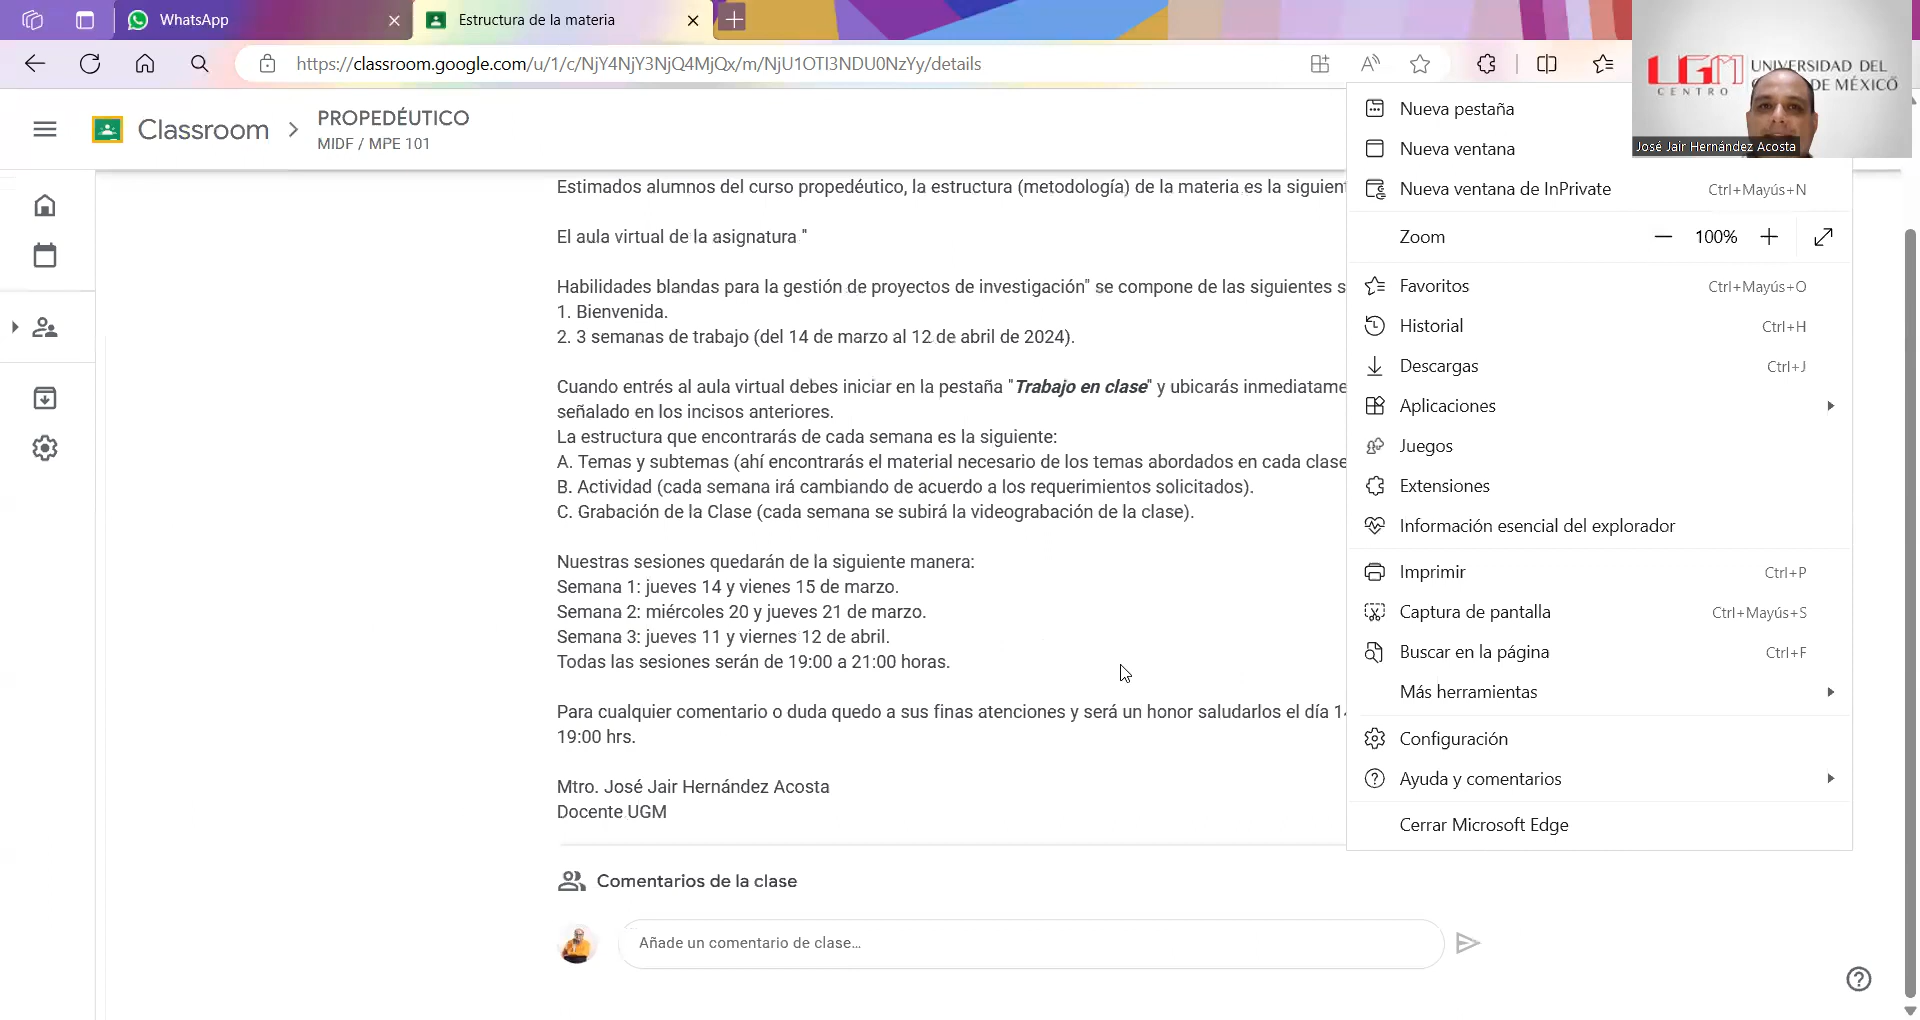 WhatsApp
Estructura de la materia
https://classroom.google.com/u/1/c/NjY4NjY3NjQ4MjQx/m/NjU1OTI3NDU0NzYy/details
Classroom
PROPEDÉUTICO
MIDF / MPE 101
Estimados alumnos del curso propedéutico, la estructura (metodología) de la materia es la siguient
El aula virtual de la asignatura "
Habilidades blandas para la gestión de proyectos de investigación" se compone de las siguientes s
1. Bienvenida.
2. 3 semanas de trabajo (del 14 de marzo al 12 de abril de 2024).
Cuando entrés al aula virtual debes iniciar en la pestaña "Trabajo en clase" y ubicarás inmediatame
señalado en los incisos anteriores.
La estructura que encontrarás de cada semana es la siguiente:
A. Temas y subtemas (ahí encontrarás el material necesario de los temas abordados en cada clase
B. Actividad (cada semana irá cambiando de acuerdo a los requerimientos solicitados).
C. Grabación de la Clase (cada semana se subirá la videograbación de la clase).
Nuestras sesiones quedarán de la siguiente manera:
Semana 1: jueves 14 y vienes 15 de marzo.
Semana 2: miércoles 20 y jueves 21 de marzo.
Semana 3: jueves 11 y viernes 12 de abril.
Todas las sesiones serán de 19:00 a 21:00 horas.
Para cualquier comentario o duda quedo a sus finas atenciones y será un honor saludarlos el día 14
19:00 hrs.
Mtro. José Jair Hernández Acosta
Docente UGM
Comentarios de la clase
Añade un comentario de clase...
Nueva pestaña
Nueva ventana
Nueva ventana de InPrivate Ctrl+Mayús+N
Zoom 100%
Favoritos Ctrl+Mayús+O
Historial Ctrl+H
Descargas Ctrl+J
Aplicaciones
Juegos
Extensiones
Información esencial del explorador
Imprimir Ctrl+P
Captura de pantalla Ctrl+Mayús+S
Buscar en la página Ctrl+F
Más herramientas
Configuración
Ayuda y comentarios
Cerrar Microsoft Edge
UGM UNIVERSIDAD DEL
CENTRO DE MÉXICO
José Jair Hernández Acosta